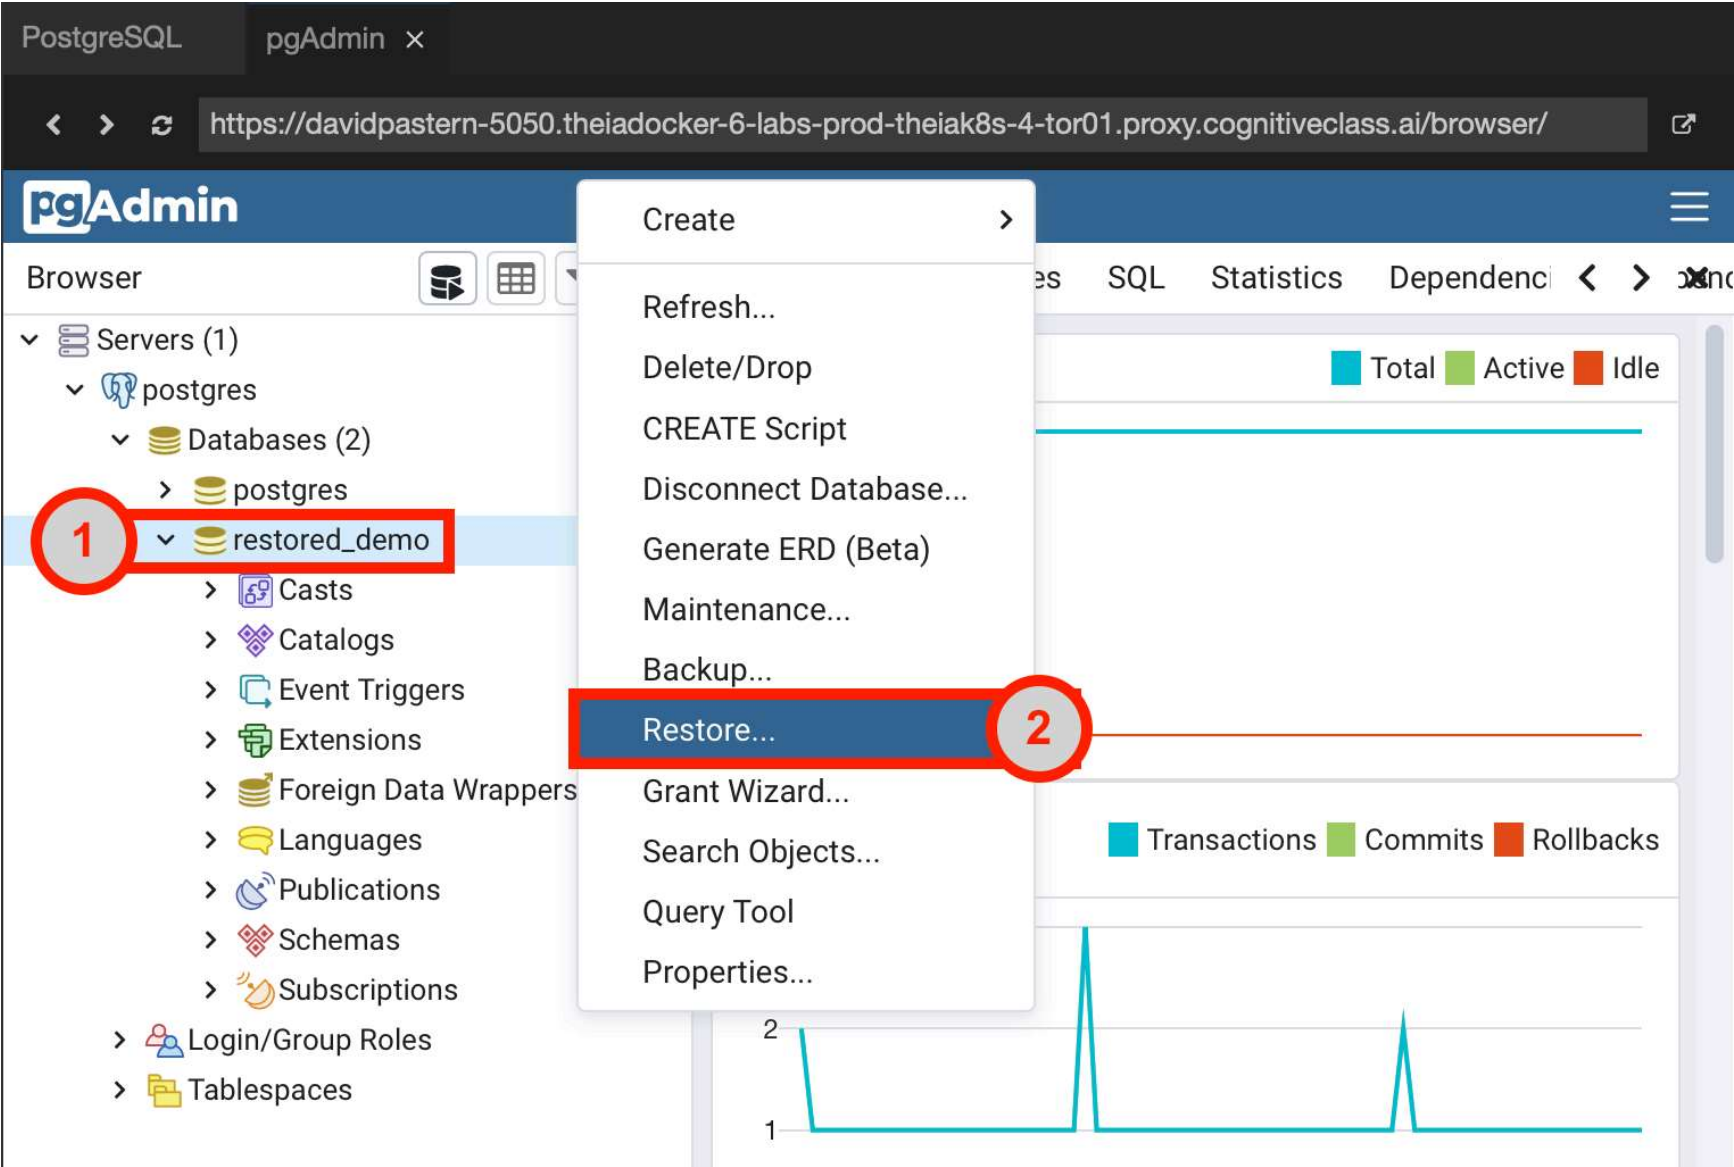 PostgreSQL
pgAdmin ×
https://davidpastern-5050.theiadocker-6-labs-prod-theiak8s-4-tor01.proxy.cognitiveclass.ai/browser/
pgAdmin
Browser
SQL
Statistics
Dependenci
Servers (1)
postgres
Databases (2)
postgres
1
restored_demo
Casts
Catalogs
Event Triggers
Extensions
Foreign Data Wrappers
Languages
Publications
Schemas
Subscriptions
Login/Group Roles
Tablespaces
Create
Refresh...
Delete/Drop
CREATE Script
Disconnect Database...
Generate ERD (Beta)
Maintenance...
Backup...
Restore...
2
Grant Wizard...
Search Objects...
Query Tool
Properties...
Total Active Idle
Transactions Commits Rollbacks
2
1